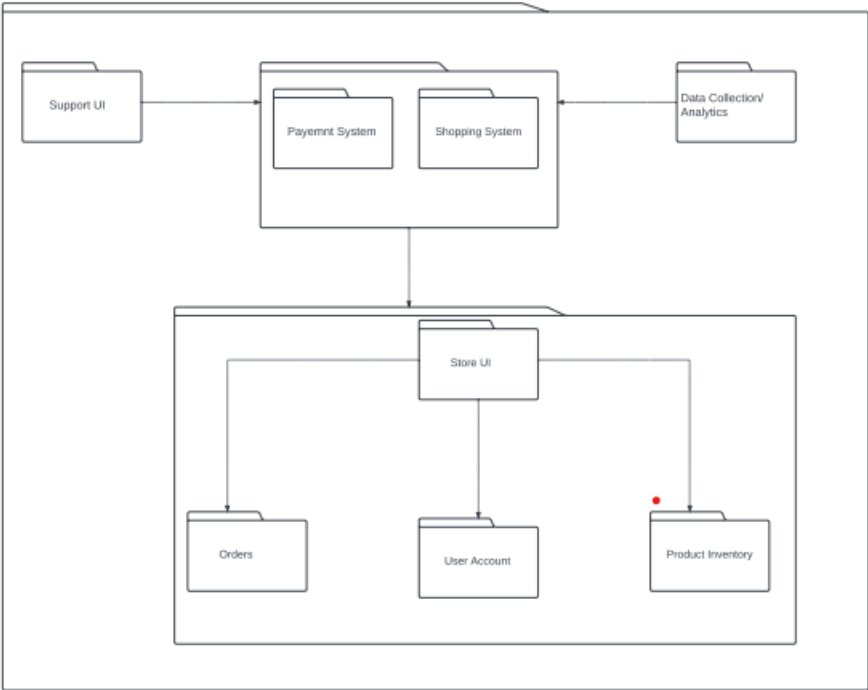 Support UI
Payemnt System
Shopping System
Data Collection/
Analytics
Store UI
Orders
User Account
Product Inventory